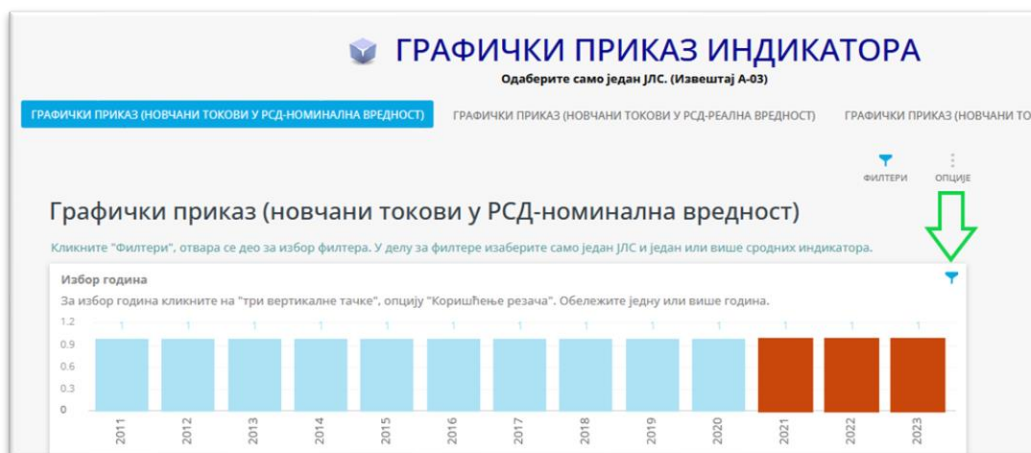 ГРАФИЧКИ ПРИКАЗ ИНДИКАТОРА
Одаберите само један ЈЛС. (Извештај А-03)
ГРАФИЧКИ ПРИКАЗ (НОВЧАНИ ТОКОВИ У РСД-НОМИНАЛНА ВРЕДНОСТ) ГРАФИЧКИ ПРИКАЗ (НОВЧАНИ ТОКОВИ У РСД-РЕАЛНА ВРЕДНОСТ) ГРАФИЧКИ ПРИКАЗ (НОВЧАНИ ТО
ФИЛТЕРИ ОПЦИЈЕ
Графички приказ (новчани токови у РСД-номинална вредност)
Кликните "Филтери", отвара се део за избор филтера. У делу за филтере изаберите само један ЈЛС и један или више сродних индикатора.
Избор година
За избор година кликните на "три вертикалне тачке", опцију "Коришћење резача". Обележите једну или више година.
1.2
1 1 1 1 1 1 1 1 1 1 1 1 1
0.9
0.6
0.3
0
2011 2012 2013 2014 2015 2016 2017 2018 2019 2020 2021 2022 2023